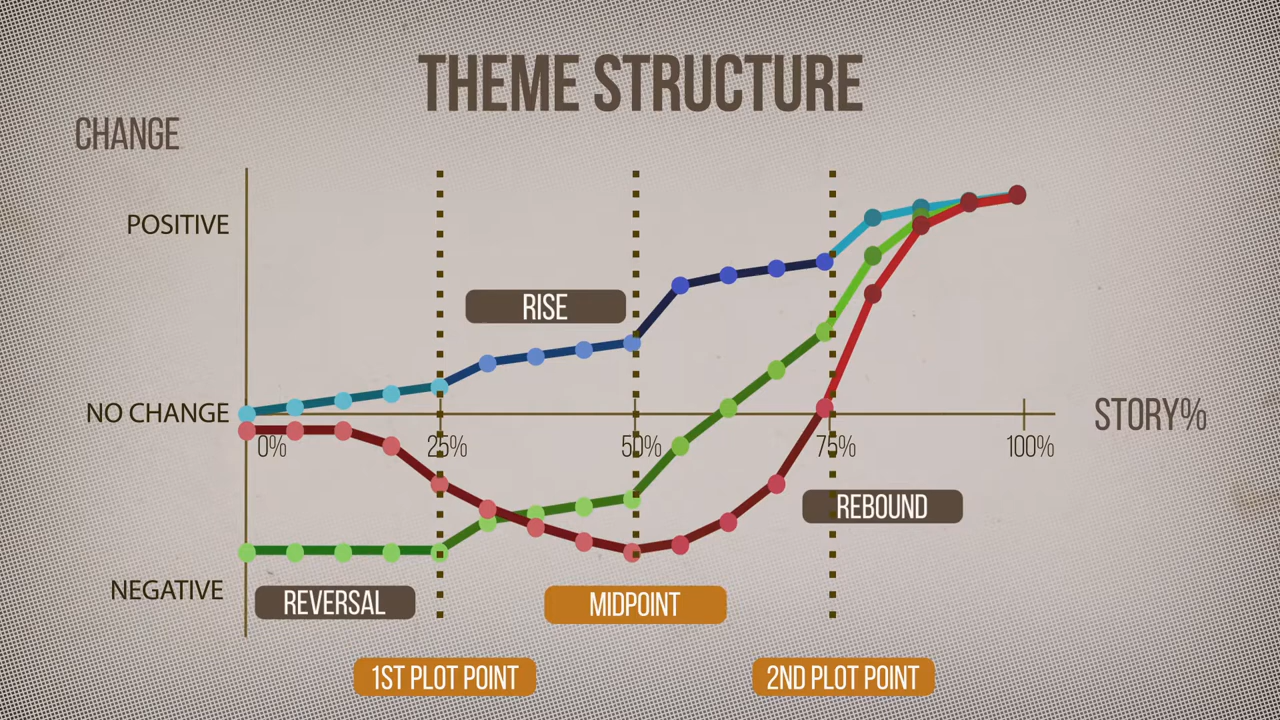 THEME STRUCTURE
CHANGE
POSITIVE
RISE
NO CHANGE
STORY%
0%
25%
50%
75%
100%
REBOUND
NEGATIVE
REVERSAL
MIDPOINT
1ST PLOT POINT
2ND PLOT POINT